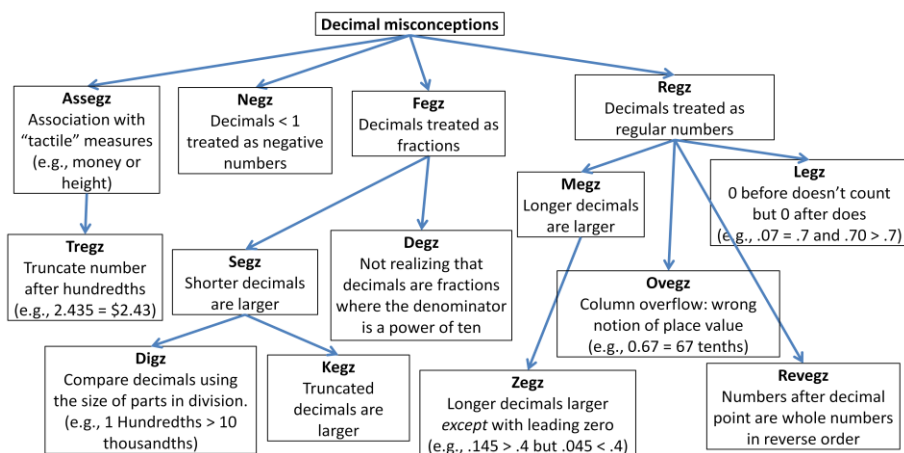 Decimal misconceptions
Assegz
Association with
“tactile” measures
(e.g., money or
height)
Negz
Decimals < 1
treated as negative
numbers
Fegz
Decimals treated as
fractions
Regz
Decimals treated as
regular numbers
Megz
Longer decimals
are larger
Legz
0 before doesn’t count
but 0 after does
(e.g., .07 = .7 and .70 > .7)
Tregz
Truncate number
after hundredths
(e.g., 2.435 = $2.43)
Segz
Shorter decimals
are larger
Degz
Not realizing that
decimals are fractions
where the denominator
is a power of ten
Ovegz
Column overflow: wrong
notion of place value
(e.g., 0.67 = 67 tenths)
Digz
Compare decimals using
the size of parts in division.
(e.g., 1 Hundredths > 10
thousandths)
Kegz
Truncated
decimals are
larger
Zegz
Longer decimals larger
except with leading zero
(e.g., .145 > .4 but .045 < .4)
Revegz
Numbers after decimal
point are whole numbers
in reverse order